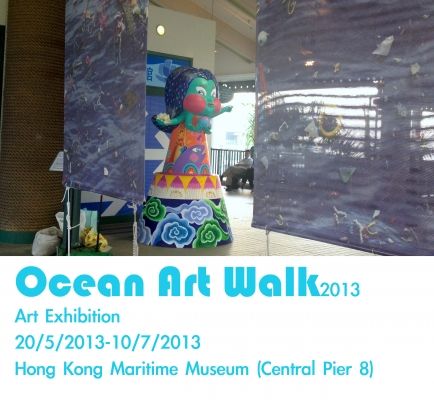 Ocean Art Walk2013
Art Exhibition
20/5/2013-10/7/2013
Hong Kong Maritime Museum (Central Pier 8)